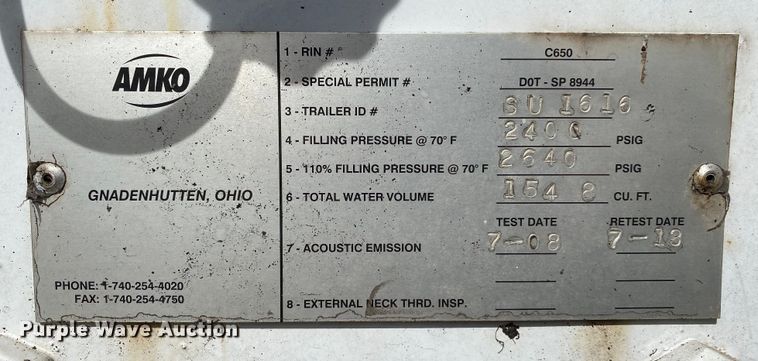 AMKO
GNADENHUTTEN, OHIO
PHONE: 1-740-254-4020
FAX: 1-740-254-4750
1 - RIN # C650
2 - SPECIAL PERMIT # D0T - SP 8944
3 - TRAILER ID # SU 1616
4 - FILLING PRESSURE @ 70° F 2400 PSIG
5 - 110% FILLING PRESSURE @ 70° F 2640 PSIG
6 - TOTAL WATER VOLUME 154 8 CU. FT.
TEST DATE RETEST DATE
7 - ACOUSTIC EMISSION 7-08 7-13
8 - EXTERNAL NECK THRD. INSP.
Purple Wave Auction